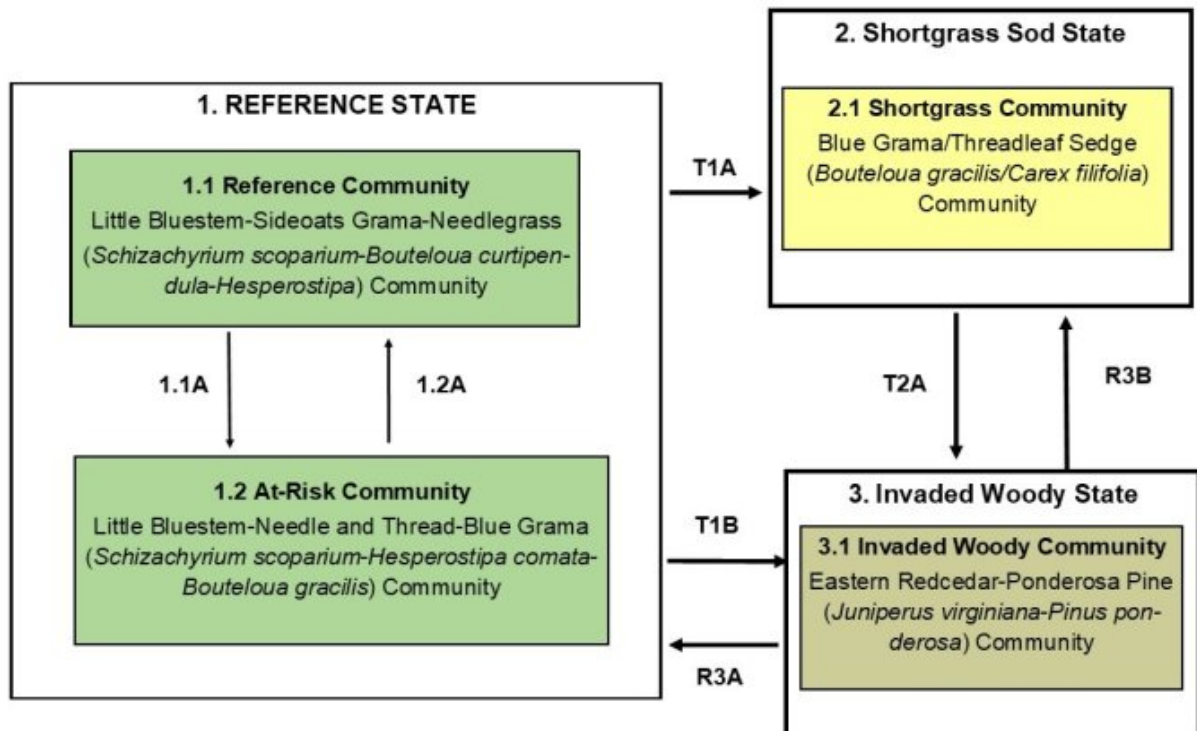 1. REFERENCE STATE
1.1 Reference Community
Little Bluestem-Sideoats Grama-Needlegrass
(Schizachyrium scoparium-Bouteloua curtipen-
dula-Hesperostipa) Community
1.1A
1.2A
1.2 At-Risk Community
Little Bluestem-Needle and Thread-Blue Grama
(Schizachyrium scoparium-Hesperostipa comata-
Bouteloua gracilis) Community
T1A
T1B
R3A
2. Shortgrass Sod State
2.1 Shortgrass Community
Blue Grama/Threadleaf Sedge
(Bouteloua gracilis/Carex filifolia)
Community
T2A
R3B
3. Invaded Woody State
3.1 Invaded Woody Community
Eastern Redcedar-Ponderosa Pine
(Juniperus virginiana-Pinus pon-
derosa) Community